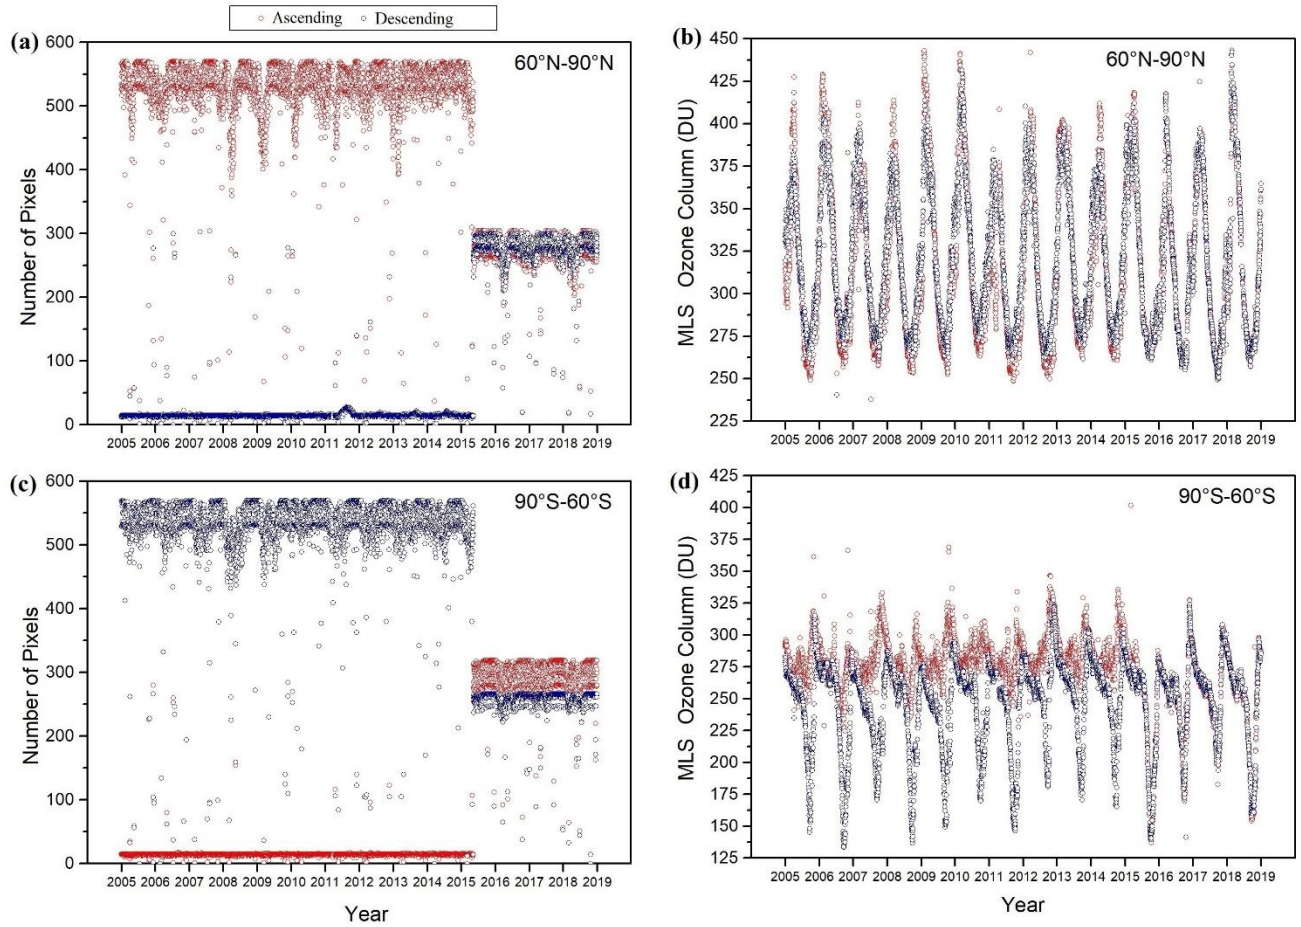 Ascending Descending
(a)
60°N-90°N
Number of Pixels
600
500
400
300
200
100
0
2005 2006 2007 2008 2009 2010 2011 2012 2013 2014 2015 2016 2017 2018 2019
(b)
60°N-90°N
MLS Ozone Column (DU)
450
425
400
375
350
325
300
275
250
225
2005 2006 2007 2008 2009 2010 2011 2012 2013 2014 2015 2016 2017 2018 2019
(c)
90°S-60°S
Number of Pixels
600
500
400
300
200
100
0
2005 2006 2007 2008 2009 2010 2011 2012 2013 2014 2015 2016 2017 2018 2019
Year
(d)
90°S-60°S
MLS Ozone Column (DU)
425
400
375
350
325
300
275
250
225
200
175
150
125
2005 2006 2007 2008 2009 2010 2011 2012 2013 2014 2015 2016 2017 2018 2019
Year